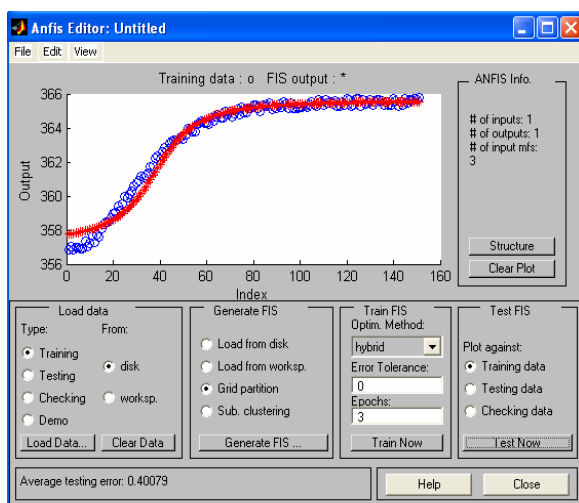 Anfis Editor: Untitled
File Edit View
Training data : o FIS output : *
366
364
362
360
358
356
Output
0 20 40 60 80 100 120 140 160
Index
ANFIS Info.
# of inputs: 1
# of outputs: 1
# of input mfs:
3
Structure
Clear Plot
Load data
Type: From:
Training
Testing
Checking
Demo
disk
worksp.
Load Data... Clear Data
Generate FIS
Load from disk
Load from worksp.
Grid partition
Sub. clustering
Generate FIS ...
Train FIS
Optim. Method:
hybrid
Error Tolerance:
0
Epochs:
3
Train Now
Test FIS
Plot against:
Training data
Testing data
Checking data
Test Now
Average testing error: 0.40079
Help
Close